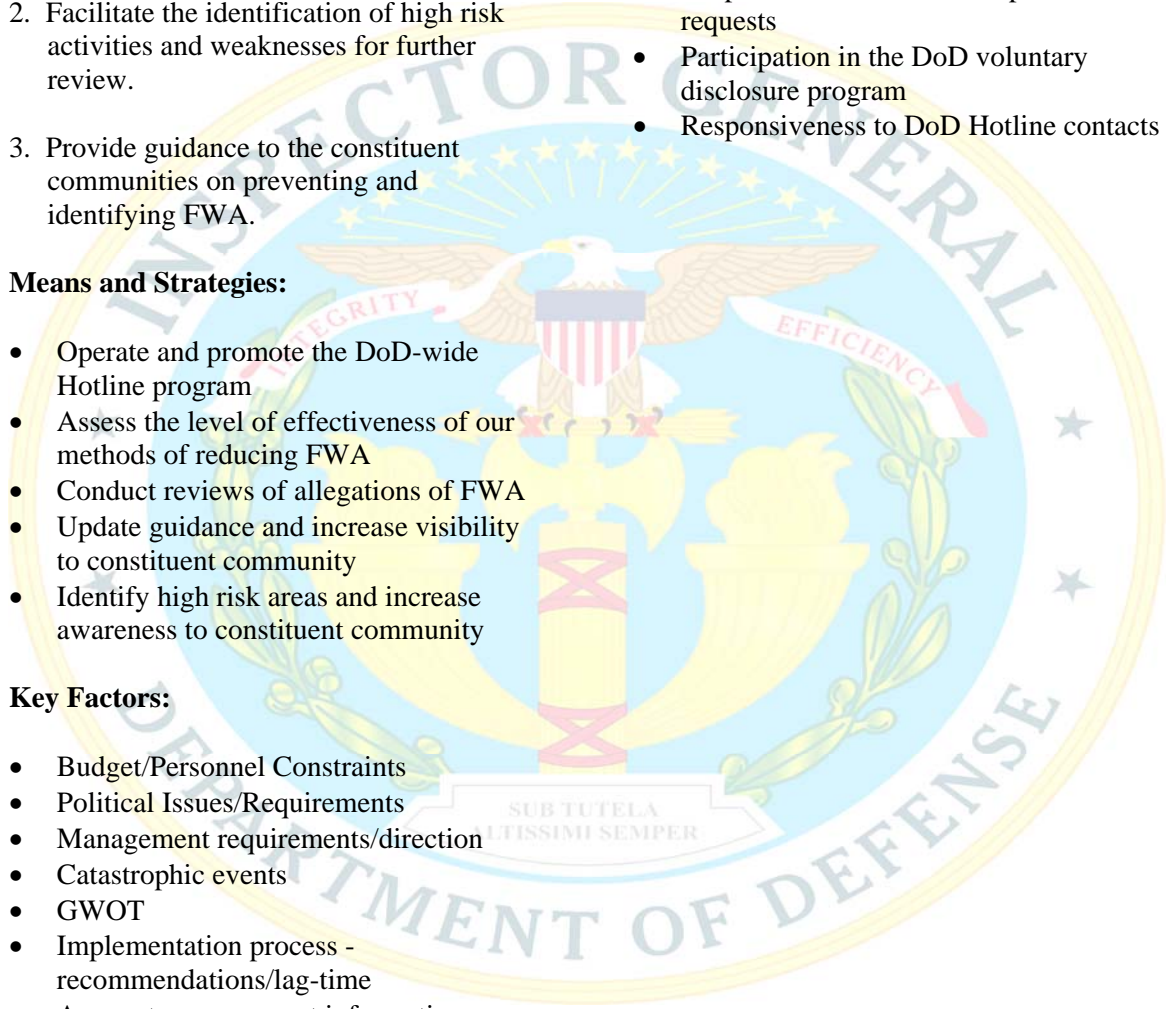 2. Facilitate the identification of high risk
activities and weaknesses for further
review.
3. Provide guidance to the constituent
communities on preventing and
identifying FWA.
Means and Strategies:
• Operate and promote the DoD-wide
Hotline program
• Assess the level of effectiveness of our
methods of reducing FWA
• Conduct reviews of allegations of FWA
• Update guidance and increase visibility
to constituent community
• Identify high risk areas and increase
awareness to constituent community
Key Factors:
• Budget/Personnel Constraints
• Political Issues/Requirements
• Management requirements/direction
• Catastrophic events
• GWOT
• Implementation process -
recommendations/lag-time
requests
• Participation in the DoD voluntary
disclosure program
• Responsiveness to DoD Hotline contacts
INSPECTOR GENERAL
INTEGRITY
EFFICIENCY
SUB TUTELA
ALTISSIMI SEMPER
DEPARTMENT OF DEFENSE